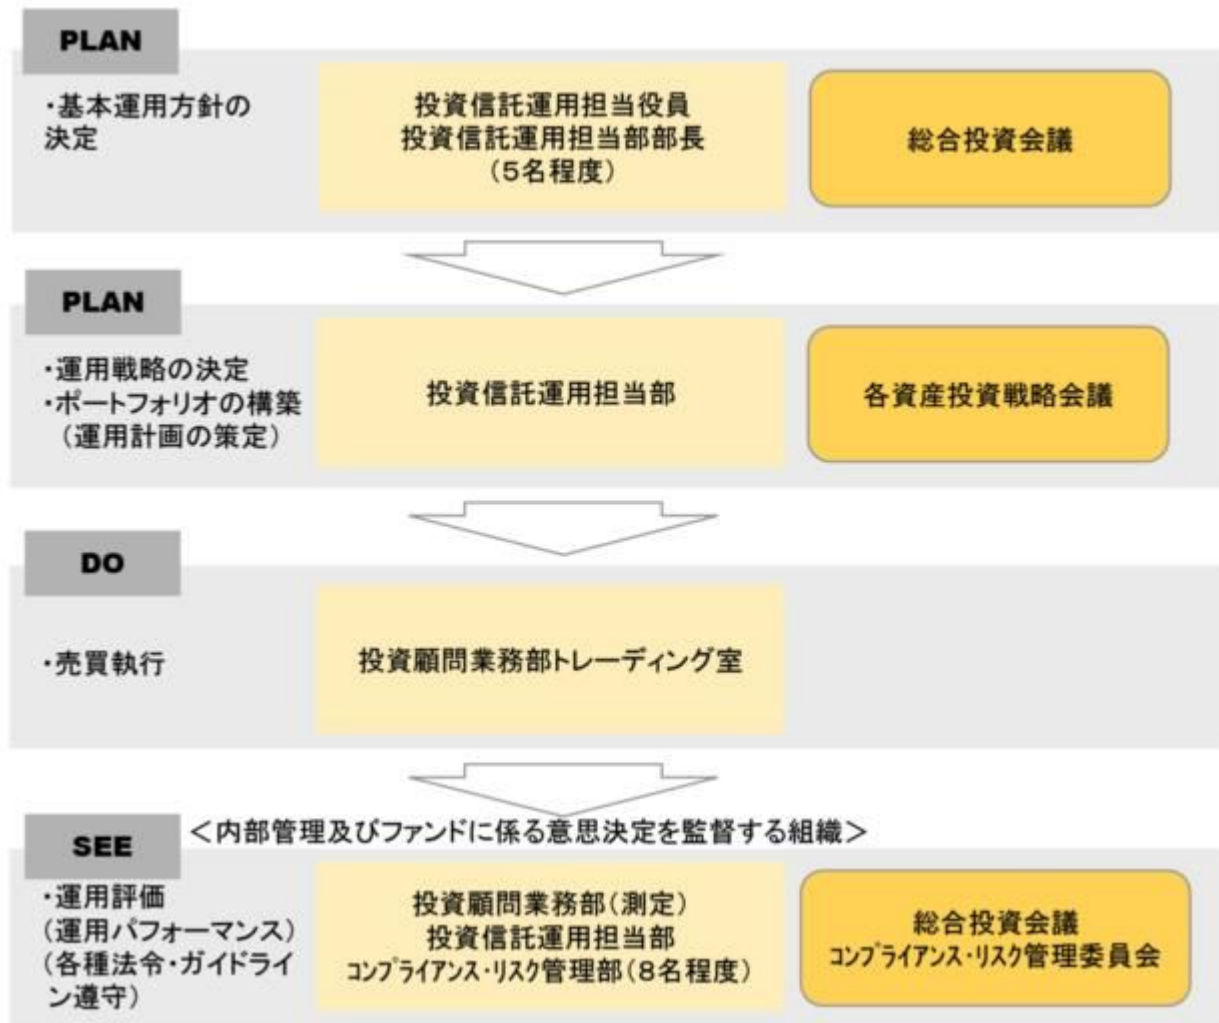 PLAN
・基本運用方針の
決定
投資信託運用担当役員
投資信託運用担当部部長
(5名程度)
総合投資会議
PLAN
・運用戦略の決定
・ポートフォリオの構築
(運用計画の策定)
投資信託運用担当部
各資産投資戦略会議
DO
・売買執行
投資顧問業務部トレーディング室
<内部管理及びファンドに係る意思決定を監督する組織>
SEE
・運用評価
(運用パフォーマンス)
(各種法令・ガイドライ
ン遵守)
投資顧問業務部(測定)
投資信託運用担当部
コンプライアンス・リスク管理部(8名程度)
総合投資会議
コンプライアンス・リスク管理委員会